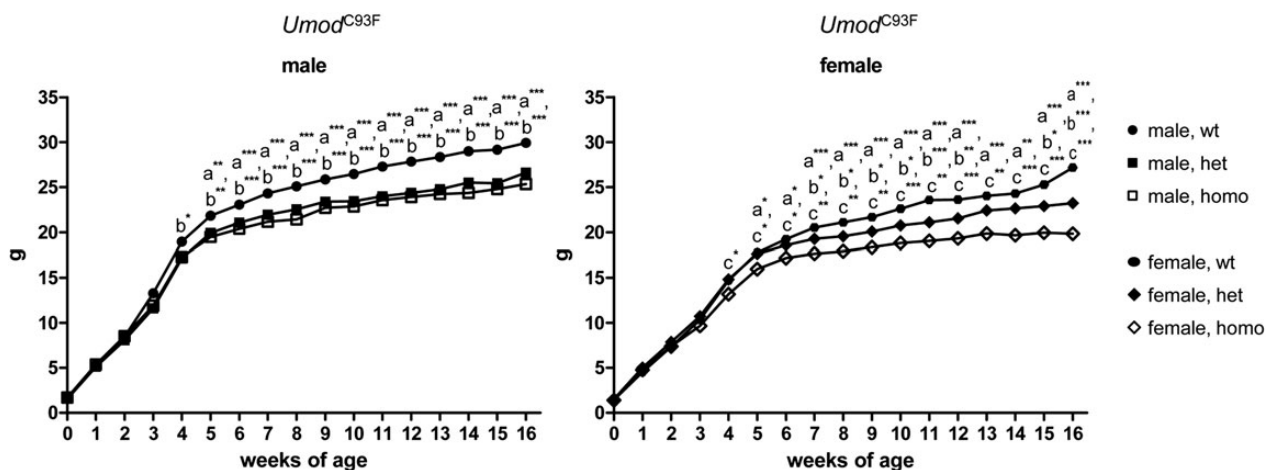 Umod^C93F
male
a**, a***, a***, a***, a***, a***, a***, a***, a***, a***, a***, a***,
b* b** b*** b*** b*** b*** b*** b*** b*** b*** b*** b*** b***
35
30
25
20
15
10
5
0
g
0 1 2 3 4 5 6 7 8 9 10 11 12 13 14 15 16
weeks of age
Umod^C93F
female
a*, a*, a***, a***, a***, a**, a***, a***, a***, a**, a***, a***,
b*, b*, b*, b*, b***, b**, b*, b***,
c* c* c* c** c** c** c*** c** c*** c** c*** c*** c***
35
30
25
20
15
10
5
0
g
0 1 2 3 4 5 6 7 8 9 10 11 12 13 14 15 16
weeks of age
male, wt
male, het
male, homo
female, wt
female, het
female, homo